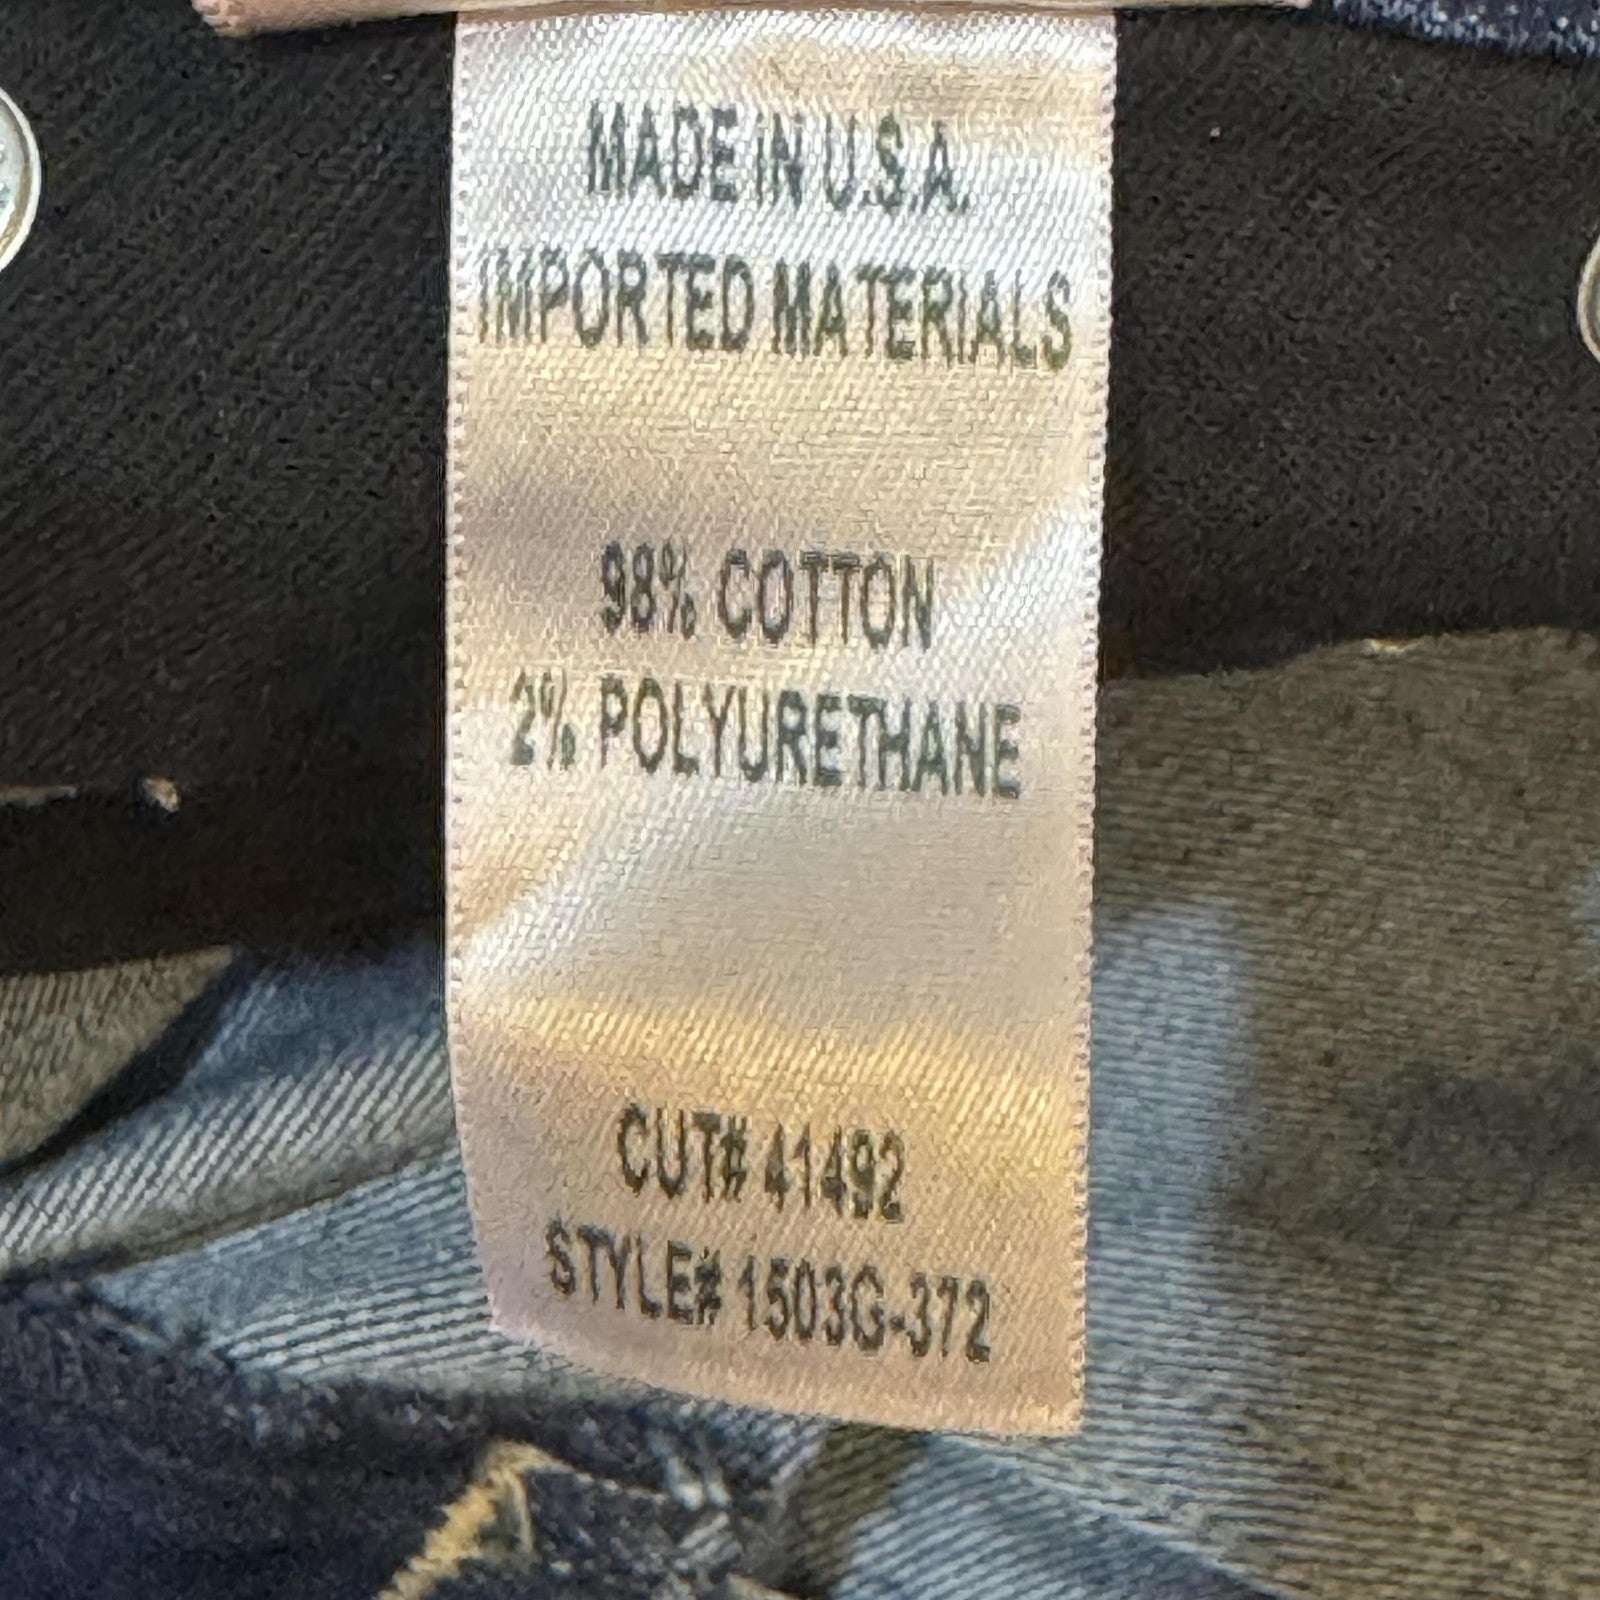 MADE IN U.S.A.
IMPORTED MATERIALS
98% COTTON
2% POLYURETHANE
CUT# 41492
STYLE# 1503G-372